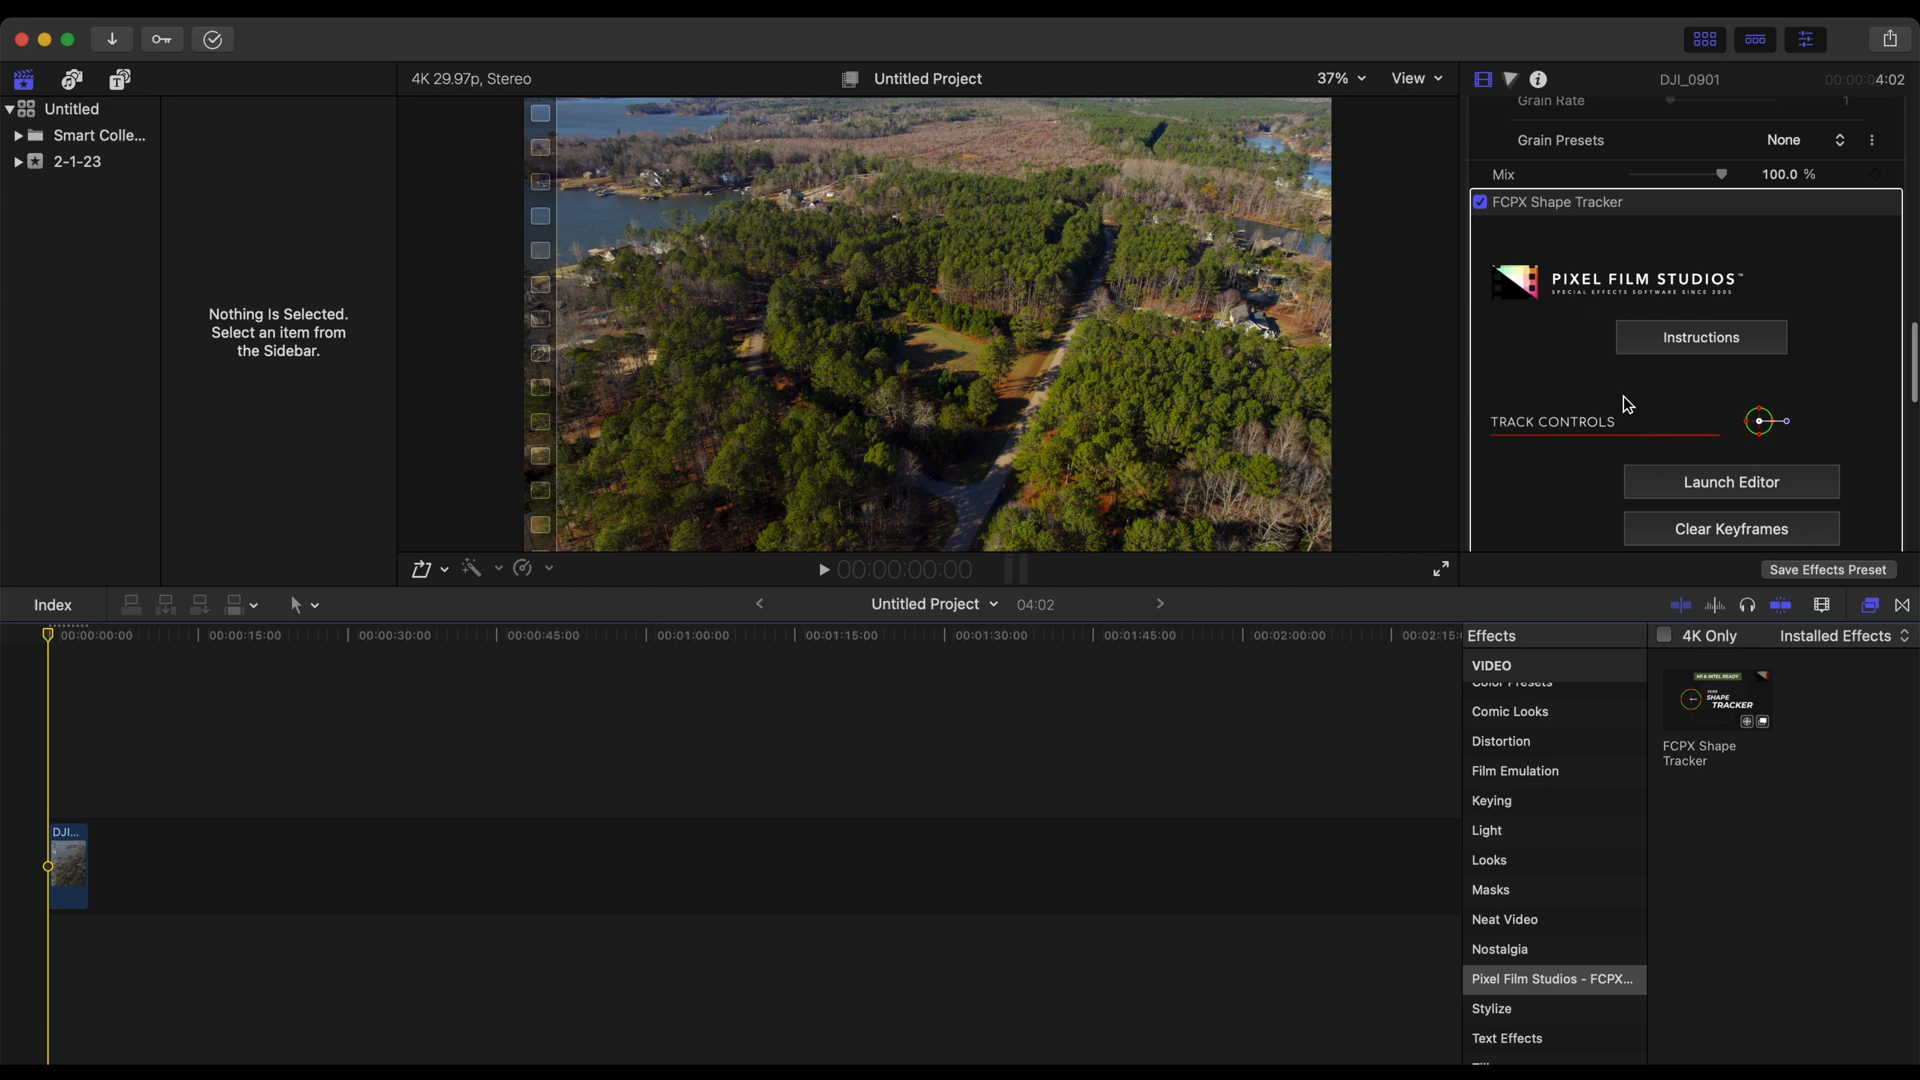 4K 29.97p, Stereo
Untitled Project
37%
View
DJI_0901
00:00:04:02
Untitled
Smart Colle...
2-1-23
Nothing Is Selected.
Select an item from
the Sidebar.
Grain Rate
1
Grain Presets
None
Mix
100.0 %
FCPX Shape Tracker
PIXEL FILM STUDIOS™
SPECIAL EFFECTS SOFTWARE SINCE 2005
Instructions
TRACK CONTROLS
Launch Editor
Clear Keyframes
00:00:00:00
Save Effects Preset
Index
Untitled Project
04:02
00:00:00:00
00:00:15:00
00:00:30:00
00:00:45:00
00:01:00:00
00:01:15:00
00:01:30:00
00:01:45:00
00:02:00:00
00:02:15:
DJI...
Effects
4K Only
Installed Effects
VIDEO
Color Presets
Comic Looks
Distortion
Film Emulation
Keying
Light
Looks
Masks
Neat Video
Nostalgia
Pixel Film Studios - FCPX...
Stylize
Text Effects
M1 & INTEL READY
FCPX
SHAPE
TRACKER
FCPX Shape
Tracker